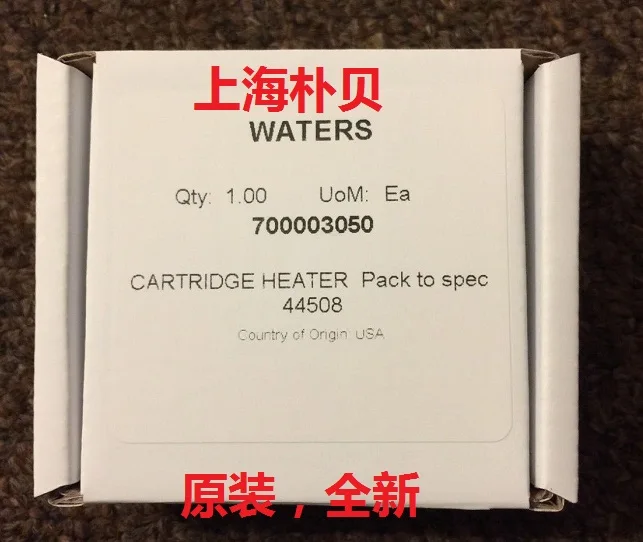 上海朴贝
WATERS
Qty: 1.00 UoM: Ea
700003050
CARTRIDGE HEATER Pack to spec
44508
Country of Origin: USA
原装，全新